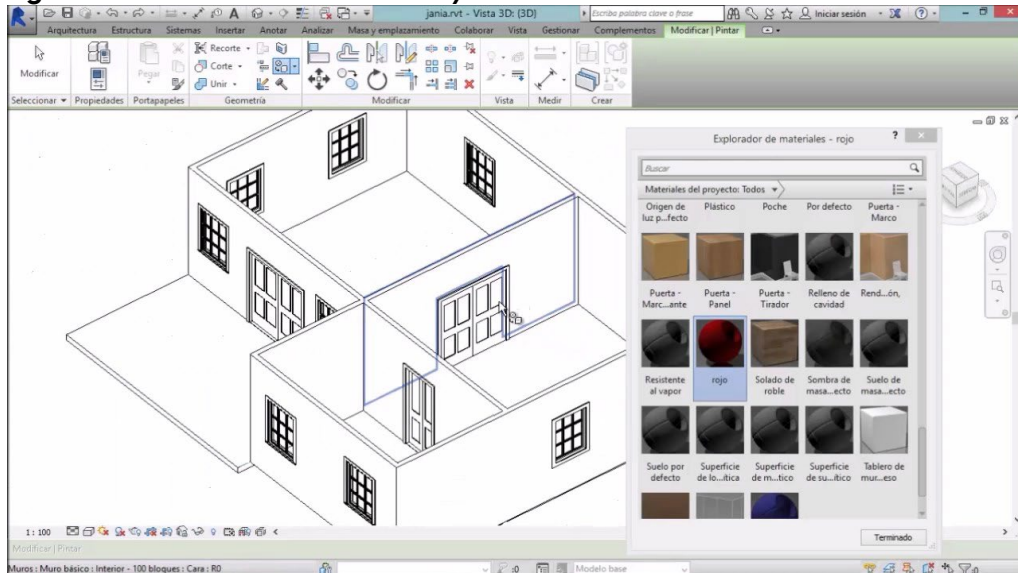 jania.rvt - Vista 3D: {3D}
Escriba palabra clave o frase
Iniciar sesión
Arquitectura Estructura Sistemas Insertar Anotar Analizar Masa y emplazamiento Colaborar Vista Gestionar Complementos Modificar | Pintar
Modificar
Pegar
Recorte
Corte
Unir
Seleccionar Propiedades Portapapeles Geometría Modificar Vista Medir Crear
Explorador de materiales - rojo
Buscar
Materiales del proyecto: Todos
Origen de luz p...fecto
Plástico
Poche
Por defecto
Puerta - Marco
Puerta - Marc...ante
Puerta - Panel
Puerta - Tirador
Relleno de cavidad
Rend...ón,
Resistente al vapor
rojo
Solado de roble
Sombra de masa...ecto
Suelo de masa...ecto
Suelo por defecto
Superficie de lo...ítica
Superficie de m...tico
Superficie de su...ítico
Tablero de mur...eso
Terminado
1 : 100
Modificar | Pintar
Muros : Muro básico : Interior - 100 bloques : Cara : R0
:0
Modelo base
:0